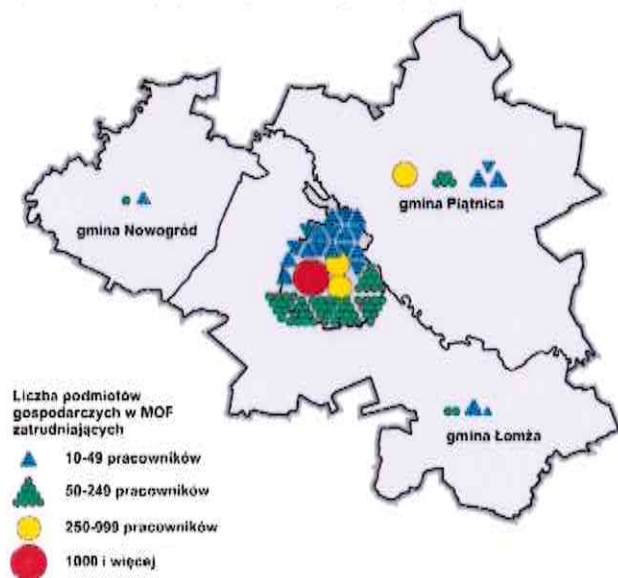 gmina Piątnica
gmina Nowogród
gmina Łomża
Liczba podmiotów
gospodarczych w MOF
zatrudniających
10-49 pracowników
50-249 pracowników
250-999 pracowników
1000 i więcej